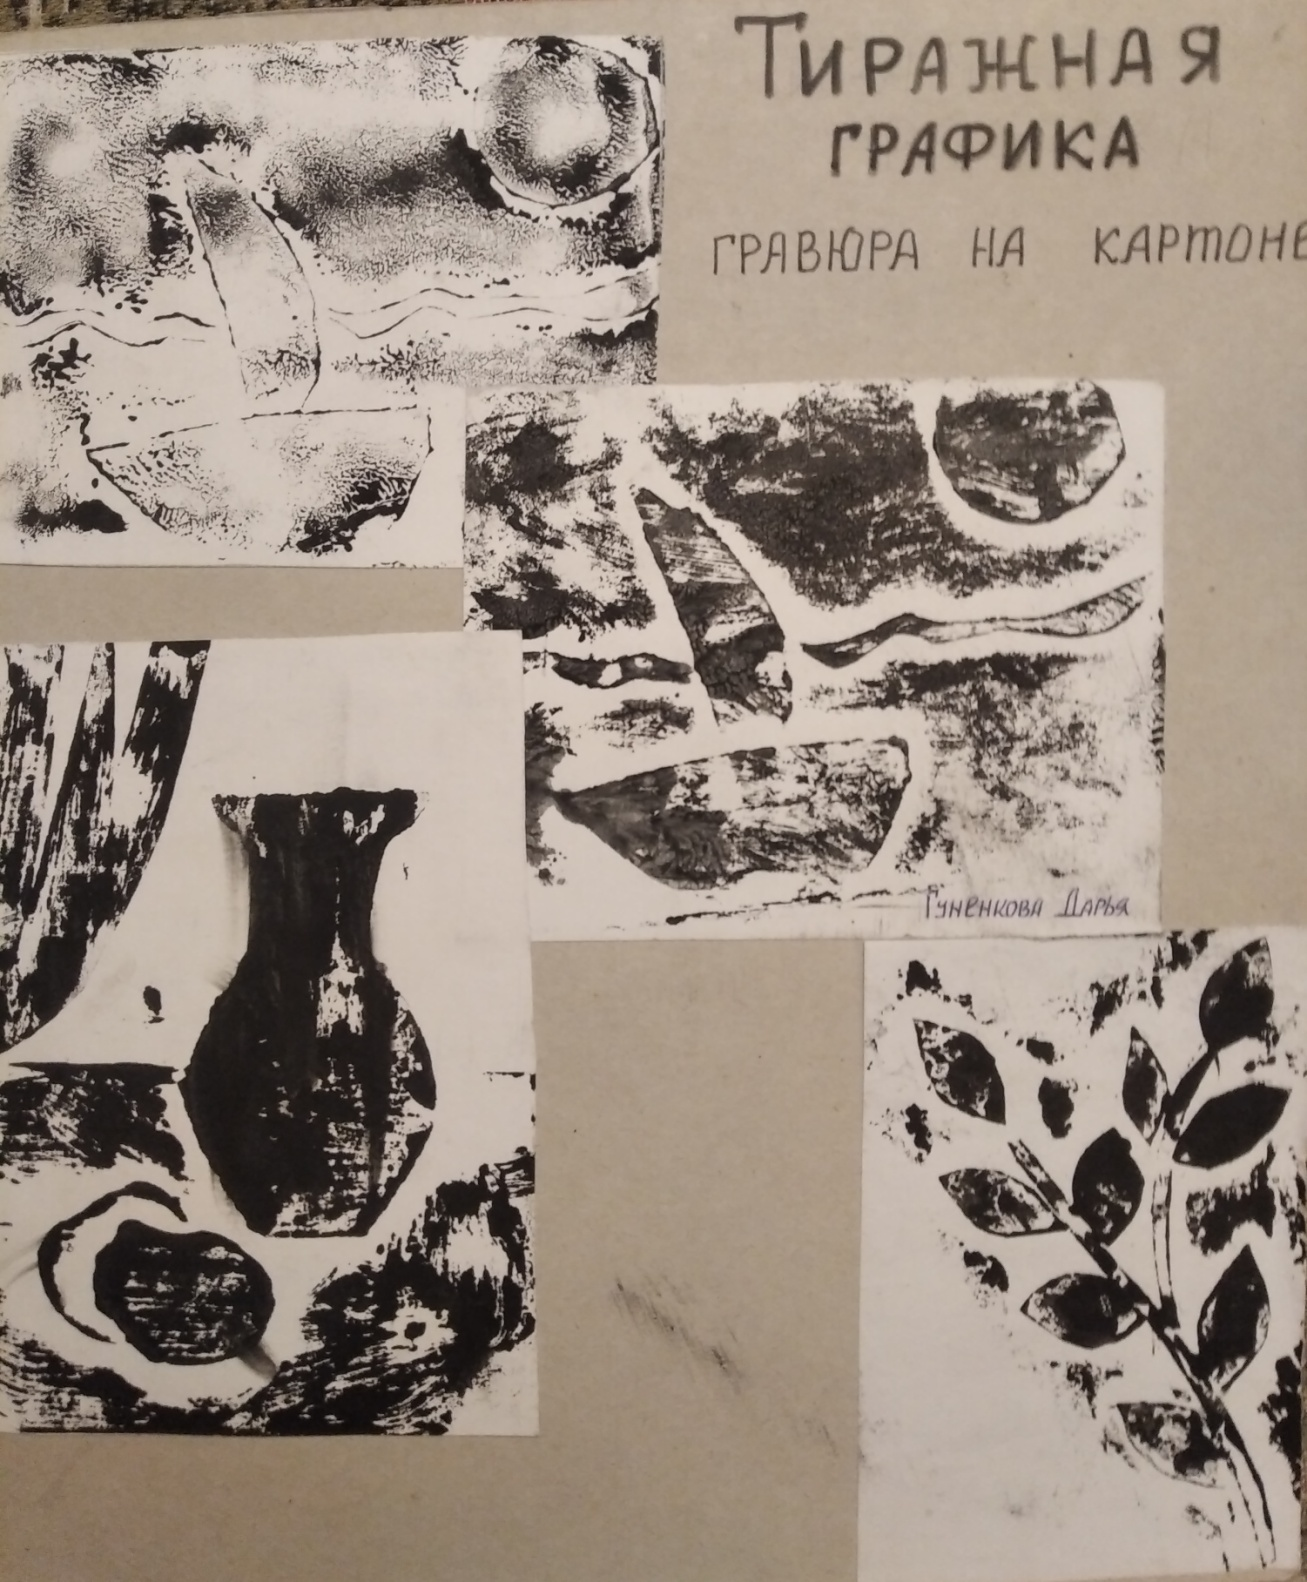 Тиражная
графика
гравюра на картоне
Гуненкова Дарья